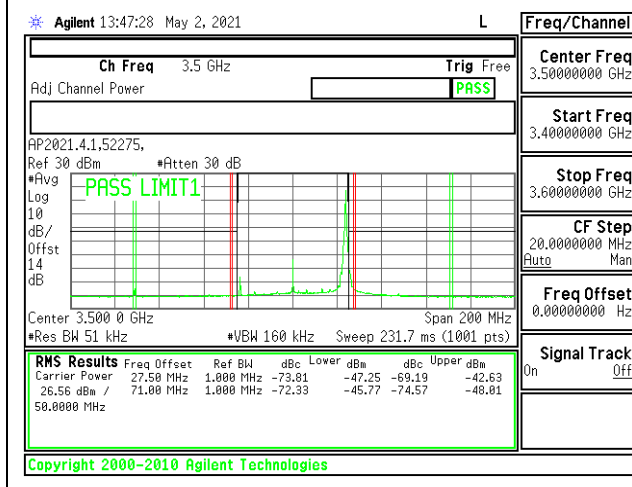 Agilent 13:47:28 May 2, 2021 L
Freq/Channel
Ch Freq 3.5 GHz Trig Free
Adj Channel Power PASS
Center Freq
3.50000000 GHz
Start Freq
3.40000000 GHz
AP2021.4.1,52275,
Ref 30 dBm #Atten 30 dB
#Avg
Log
10
dB/
Offst
14
dB
PASS LIMIT1
Stop Freq
3.60000000 GHz
CF Step
20.0000000 MHz
Auto Man
Freq Offset
0.00000000 Hz
Center 3.500 0 GHz Span 200 MHz
#Res BW 51 kHz #VBW 160 kHz Sweep 231.7 ms (1001 pts)
Signal Track
On Off
RMS Results Freq Offset Ref BW dBc Lower dBm dBc Upper dBm
Carrier Power 27.50 MHz 1.000 MHz -73.81 -47.25 -69.19 -42.63
26.56 dBm / 71.00 MHz 1.000 MHz -72.33 -45.77 -74.57 -48.01
50.0000 MHz
Copyright 2000-2010 Agilent Technologies